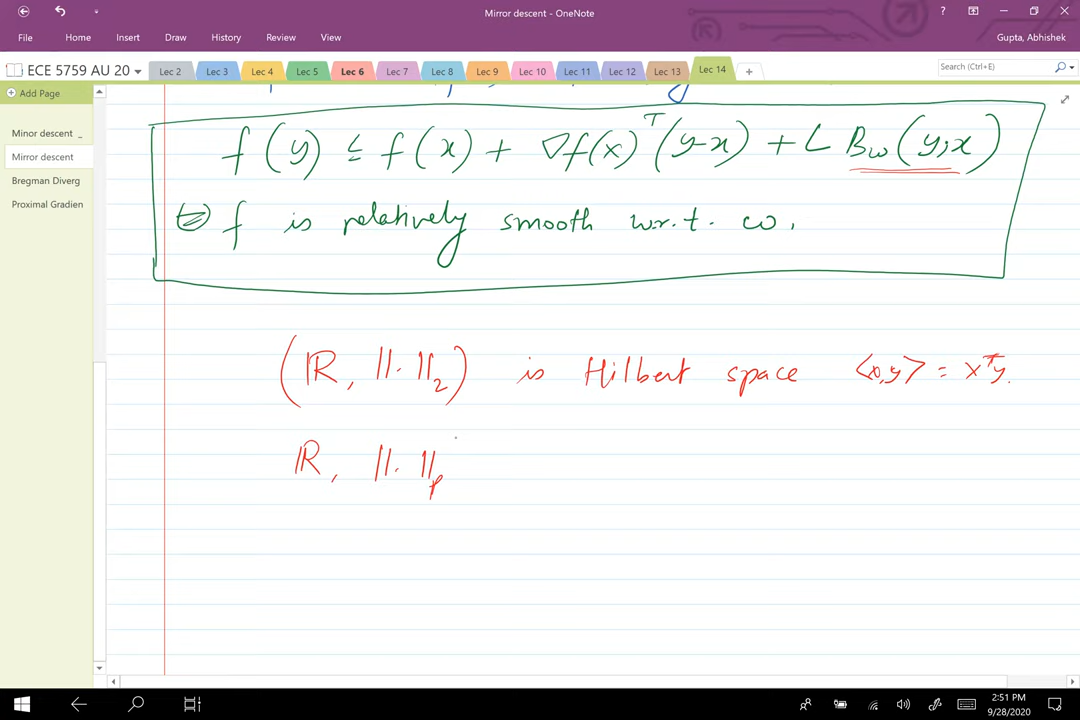 Mirror descent - OneNote
File Home Insert Draw History Review View
Gupta, Abhishek
ECE 5759 AU 20
Lec 2 Lec 3 Lec 4 Lec 5 Lec 6 Lec 7 Lec 8 Lec 9 Lec 10 Lec 11 Lec 12 Lec 13 Lec 14
Search (Ctrl+E)
Add Page
Minor descent
Mirror descent
Bregman Diverg
Proximal Gradien
f(y) ≤ f(x) + ∇f(x)ᵀ(y-x) + L B_ω(y;x)
f is relatively smooth w.r.t. ω.
(ℝ, ||·||₂) is Hilbert space <x,y> = xᵀy.
ℝ, ||·||_p
2:51 PM
9/28/2020